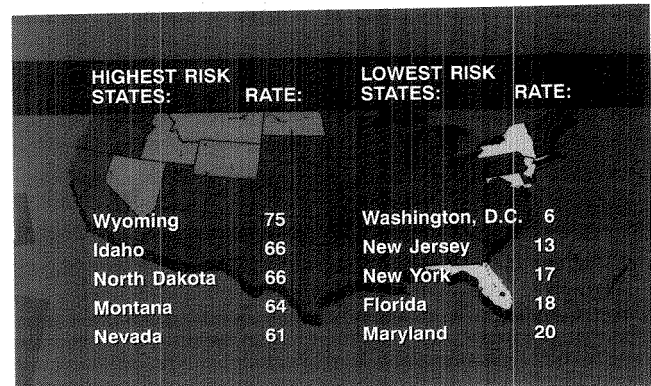 HIGHEST RISK
STATES: RATE:
Wyoming 75
Idaho 66
North Dakota 66
Montana 64
Nevada 61
LOWEST RISK
STATES: RATE:
Washington, D.C. 6
New Jersey 13
New York 17
Florida 18
Maryland 20